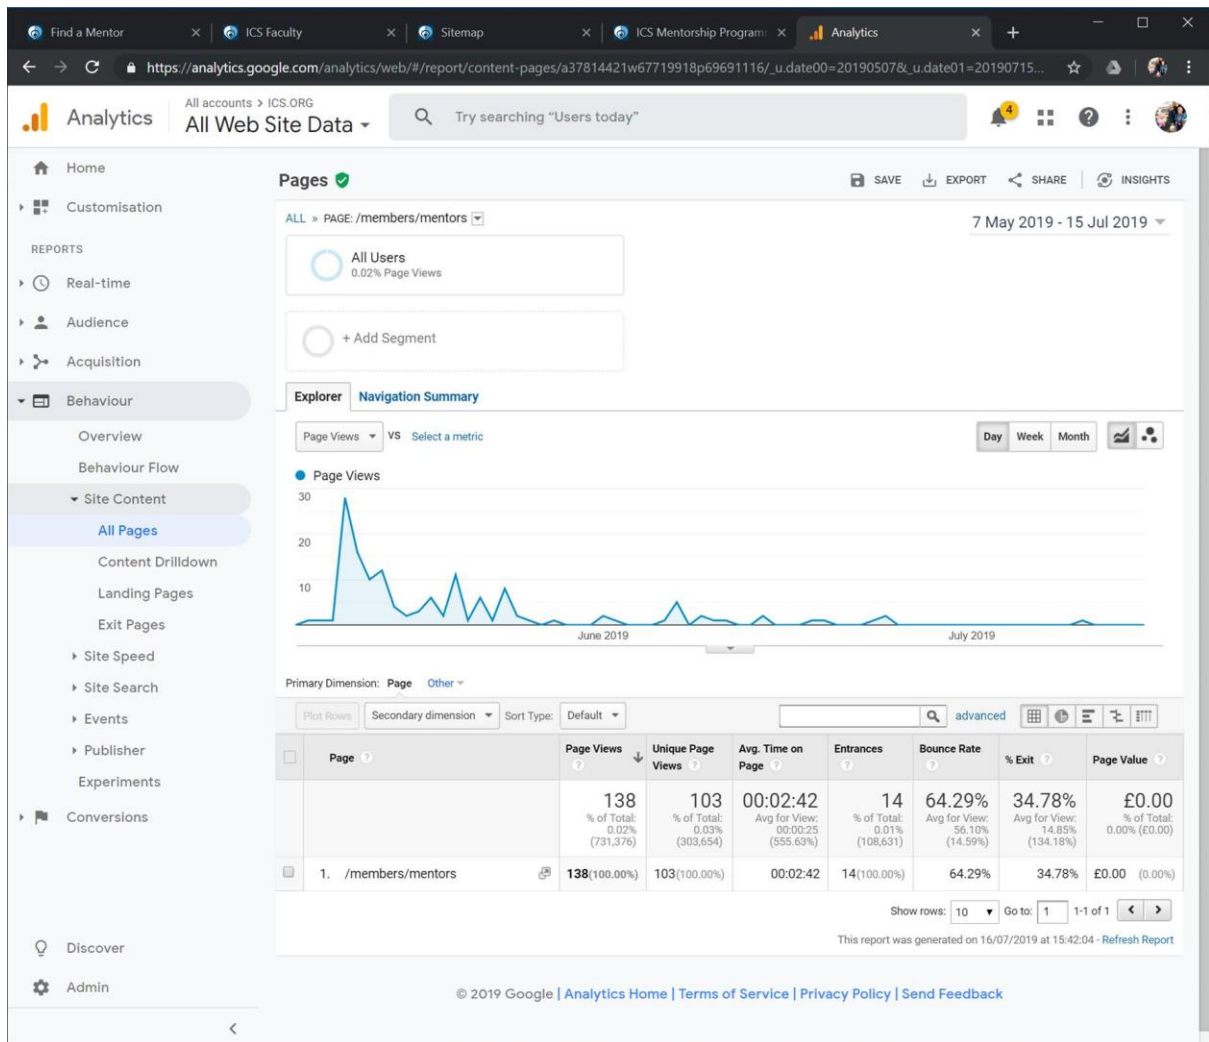 Find a Mentor
ICS Faculty
Sitemap
ICS Mentorship Program
Analytics
https://analytics.google.com/analytics/web/#/report/content-pages/a37814421w67719918p69691116/_u.date00=20190507&_u.date01=20190715...
Analytics
All accounts > ICS.ORG
All Web Site Data
Try searching "Users today"
4
Home
Customisation
REPORTS
Real-time
Audience
Acquisition
Behaviour
Overview
Behaviour Flow
Site Content
All Pages
Content Drilldown
Landing Pages
Exit Pages
Site Speed
Site Search
Events
Publisher
Experiments
Conversions
Discover
Admin
Pages
SAVE EXPORT SHARE INSIGHTS
ALL » PAGE: /members/mentors
7 May 2019 - 15 Jul 2019
All Users
0.02% Page Views
+ Add Segment
Explorer Navigation Summary
Page Views VS Select a metric
Day Week Month
Page Views
30
20
10
June 2019 July 2019
Primary Dimension: Page Other
Plot Rows Secondary dimension Sort Type: Default advanced
Page ? Page Views ? Unique Page Views ? Avg. Time on Page ? Entrances ? Bounce Rate ? % Exit ? Page Value ?
138 103 00:02:42 14 64.29% 34.78% £0.00
% of Total: 0.02% (731,376) % of Total: 0.03% (303,654) Avg for View: 00:00:25 (555.63%) % of Total: 0.01% (108,631) Avg for View: 56.10% (14.59%) Avg for View: 14.85% (134.18%) % of Total: 0.00% (£0.00)
1. /members/mentors 138(100.00%) 103(100.00%) 00:02:42 14(100.00%) 64.29% 34.78% £0.00 (0.00%)
Show rows: 10 Go to: 1 1-1 of 1
This report was generated on 16/07/2019 at 15:42:04 - Refresh Report
© 2019 Google | Analytics Home | Terms of Service | Privacy Policy | Send Feedback